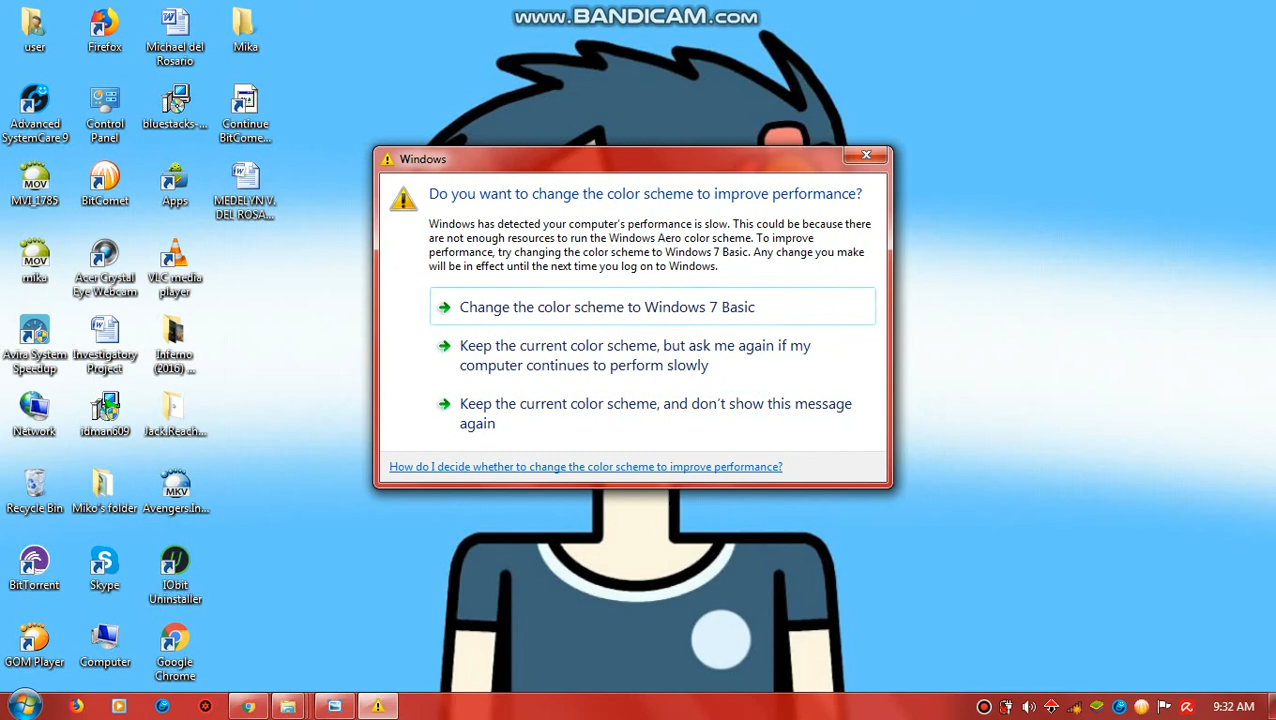 www.BANDICAM.com
user
Firefox
Michael del
Rosario
Mika
Advanced
SystemCare 9
Control
Panel
bluestacks-...
Continue
BitCome...
MVI_1785
BitComet
Apps
MEDELYN V.
DEL ROSA...
mika
Acer Crystal
Eye Webcam
VLC media
player
Avira System
Speedup
Investigatory
Project
Inferno
(2016) ...
Network
idman609
Jack.Reach...
Recycle Bin
Miko's folder
Avengers.In...
BitTorrent
Skype
IObit
Uninstaller
GOM Player
Computer
Google
Chrome
Windows
Do you want to change the color scheme to improve performance?
Windows has detected your computer's performance is slow. This could be because there
are not enough resources to run the Windows Aero color scheme. To improve
performance, try changing the color scheme to Windows 7 Basic. Any change you make
will be in effect until the next time you log on to Windows.
Change the color scheme to Windows 7 Basic
Keep the current color scheme, but ask me again if my
computer continues to perform slowly
Keep the current color scheme, and don't show this message
again
How do I decide whether to change the color scheme to improve performance?
9:32 AM